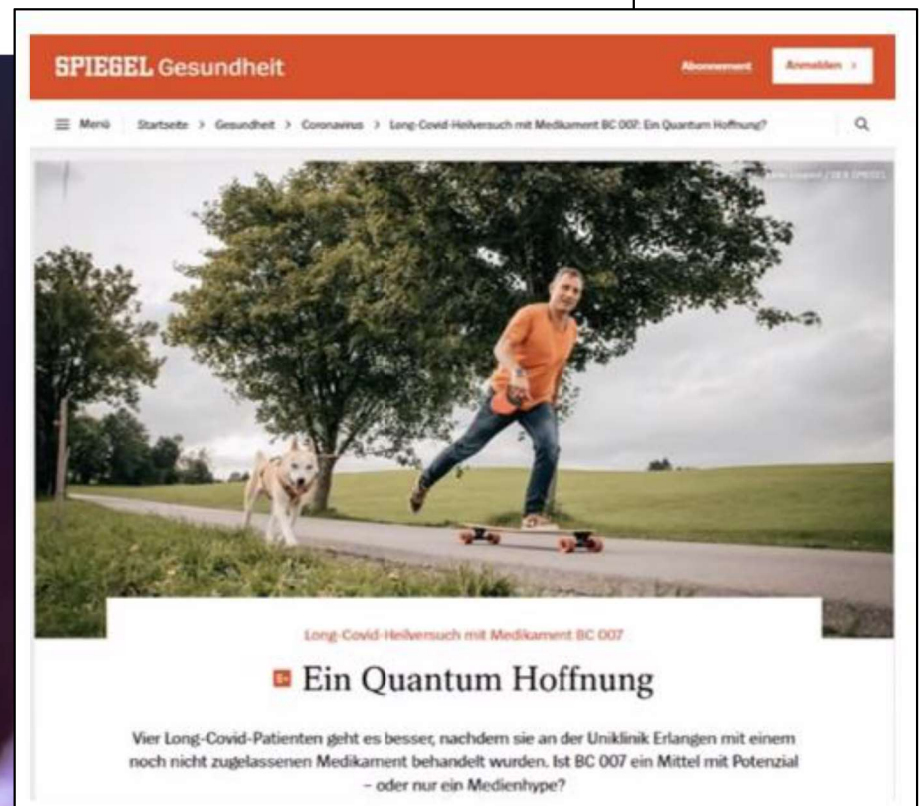 SPIEGEL Gesundheit
Abonnement
Anmelden >
Menü Startseite > Gesundheit > Coronavirus > Long-Covid-Heilversuch mit Medikament BC 007: Ein Quantum Hoffnung?
/ DER SPIEGEL
Long-Covid-Heilversuch mit Medikament BC 007
S+ Ein Quantum Hoffnung
Vier Long-Covid-Patienten geht es besser, nachdem sie an der Uniklinik Erlangen mit einem
noch nicht zugelassenen Medikament behandelt wurden. Ist BC 007 ein Mittel mit Potenzial
– oder nur ein Medienhype?